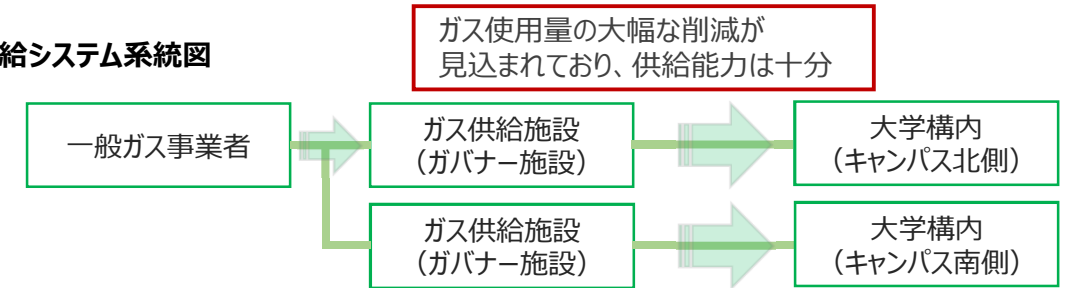 給システム系統図
ガス使用量の大幅な削減が
見込まれており、供給能力は十分
一般ガス事業者
ガス供給施設
(ガバナー施設)
大学構内
(キャンパス北側)
ガス供給施設
(ガバナー施設)
大学構内
(キャンパス南側)